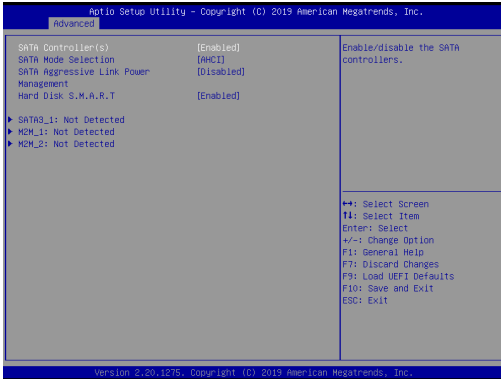 Aptio Setup Utility – Copyright (C) 2019 American Megatrends, Inc.
Advanced
SATA Controller(s) [Enabled]
SATA Mode Selection [AHCI]
SATA Aggressive Link Power Management [Disabled]
Hard Disk S.M.A.R.T [Enabled]
SATA3_1: Not Detected
M2M_1: Not Detected
M2M_2: Not Detected
Enable/disable the SATA
controllers.
↔: Select Screen
↑↓: Select Item
Enter: Select
+/-: Change Option
F1: General Help
F7: Discard Changes
F9: Load UEFI Defaults
F10: Save and Exit
ESC: Exit
Version 2.20.1275. Copyright (C) 2019 American Megatrends, Inc.